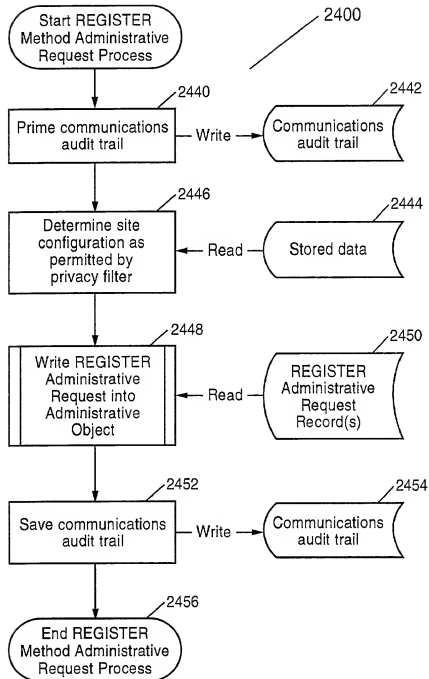 Start REGISTER
Method Administrative
Request Process
2400
2440
Prime communications
audit trail
Write
2442
Communications
audit trail
2446
Determine site
configuration as
permitted by
privacy filter
Read
2444
Stored data
2448
Write REGISTER
Administrative
Request into
Administrative
Object
Read
2450
REGISTER
Administrative
Request
Record(s)
2452
Save communications
audit trail
Write
2454
Communications
audit trail
2456
End REGISTER
Method Administrative
Request Process